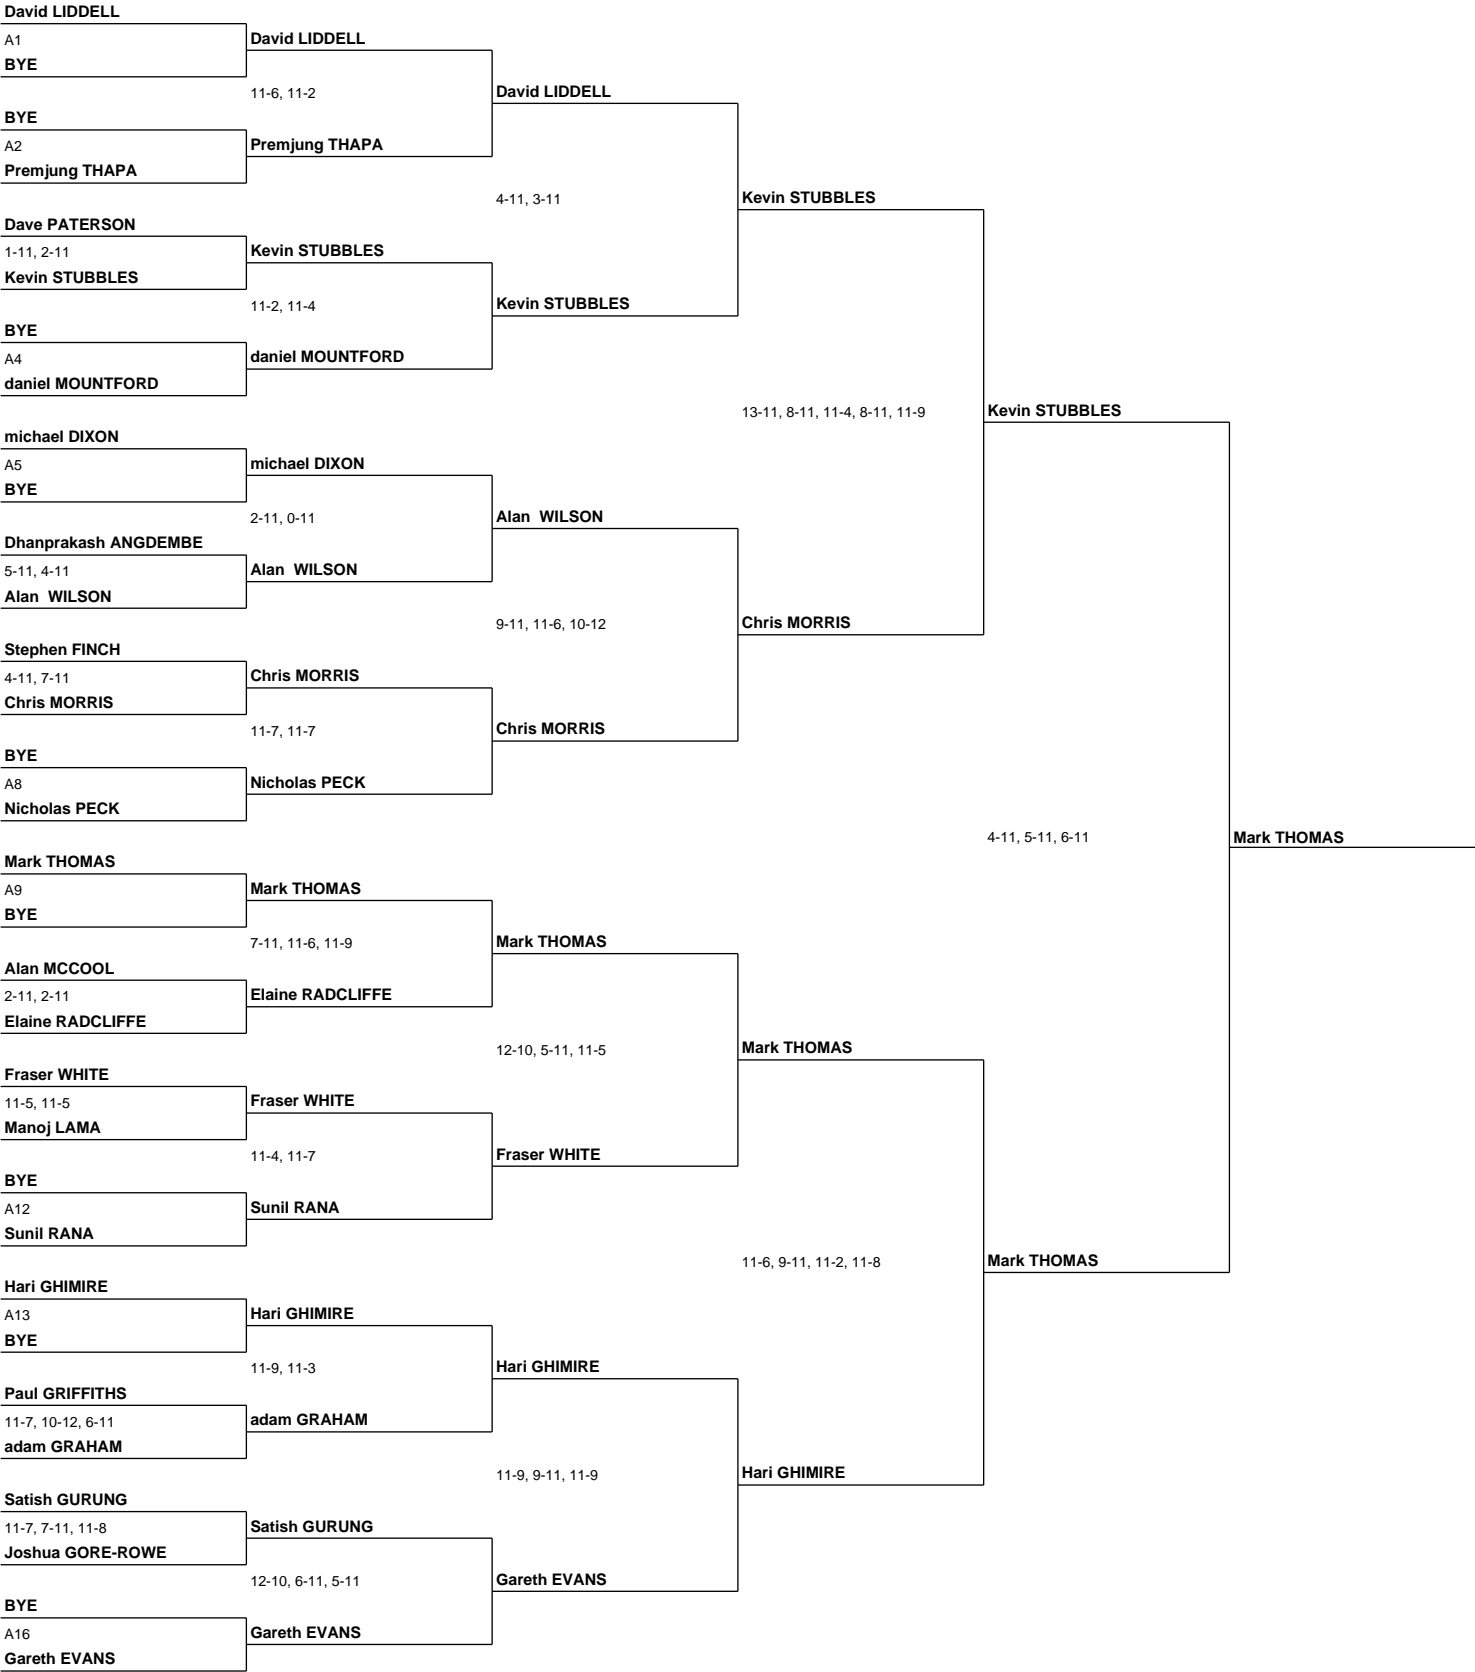 David LIDDELL
A1
David LIDDELL
BYE
11-6, 11-2
David LIDDELL
BYE
A2
Premjung THAPA
Premjung THAPA
4-11, 3-11
Kevin STUBBLES
Dave PATERSON
1-11, 2-11
Kevin STUBBLES
Kevin STUBBLES
11-2, 11-4
Kevin STUBBLES
BYE
A4
daniel MOUNTFORD
daniel MOUNTFORD
13-11, 8-11, 11-4, 8-11, 11-9
Kevin STUBBLES
michael DIXON
A5
michael DIXON
BYE
2-11, 0-11
Alan  WILSON
Dhanprakash ANGDEMBE
5-11, 4-11
Alan  WILSON
Alan  WILSON
9-11, 11-6, 10-12
Chris MORRIS
Stephen FINCH
4-11, 7-11
Chris MORRIS
Chris MORRIS
11-7, 11-7
Chris MORRIS
BYE
A8
Nicholas PECK
Nicholas PECK
4-11, 5-11, 6-11
Mark THOMAS
Mark THOMAS
A9
Mark THOMAS
BYE
7-11, 11-6, 11-9
Mark THOMAS
Alan MCCOOL
2-11, 2-11
Elaine RADCLIFFE
Elaine RADCLIFFE
12-10, 5-11, 11-5
Mark THOMAS
Fraser WHITE
11-5, 11-5
Fraser WHITE
Manoj LAMA
11-4, 11-7
Fraser WHITE
BYE
A12
Sunil RANA
Sunil RANA
11-6, 9-11, 11-2, 11-8
Mark THOMAS
Hari GHIMIRE
A13
Hari GHIMIRE
BYE
11-9, 11-3
Hari GHIMIRE
Paul GRIFFITHS
11-7, 10-12, 6-11
adam GRAHAM
adam GRAHAM
11-9, 9-11, 11-9
Hari GHIMIRE
Satish GURUNG
11-7, 7-11, 11-8
Satish GURUNG
Joshua GORE-ROWE
12-10, 6-11, 5-11
Gareth EVANS
BYE
A16
Gareth EVANS
Gareth EVANS